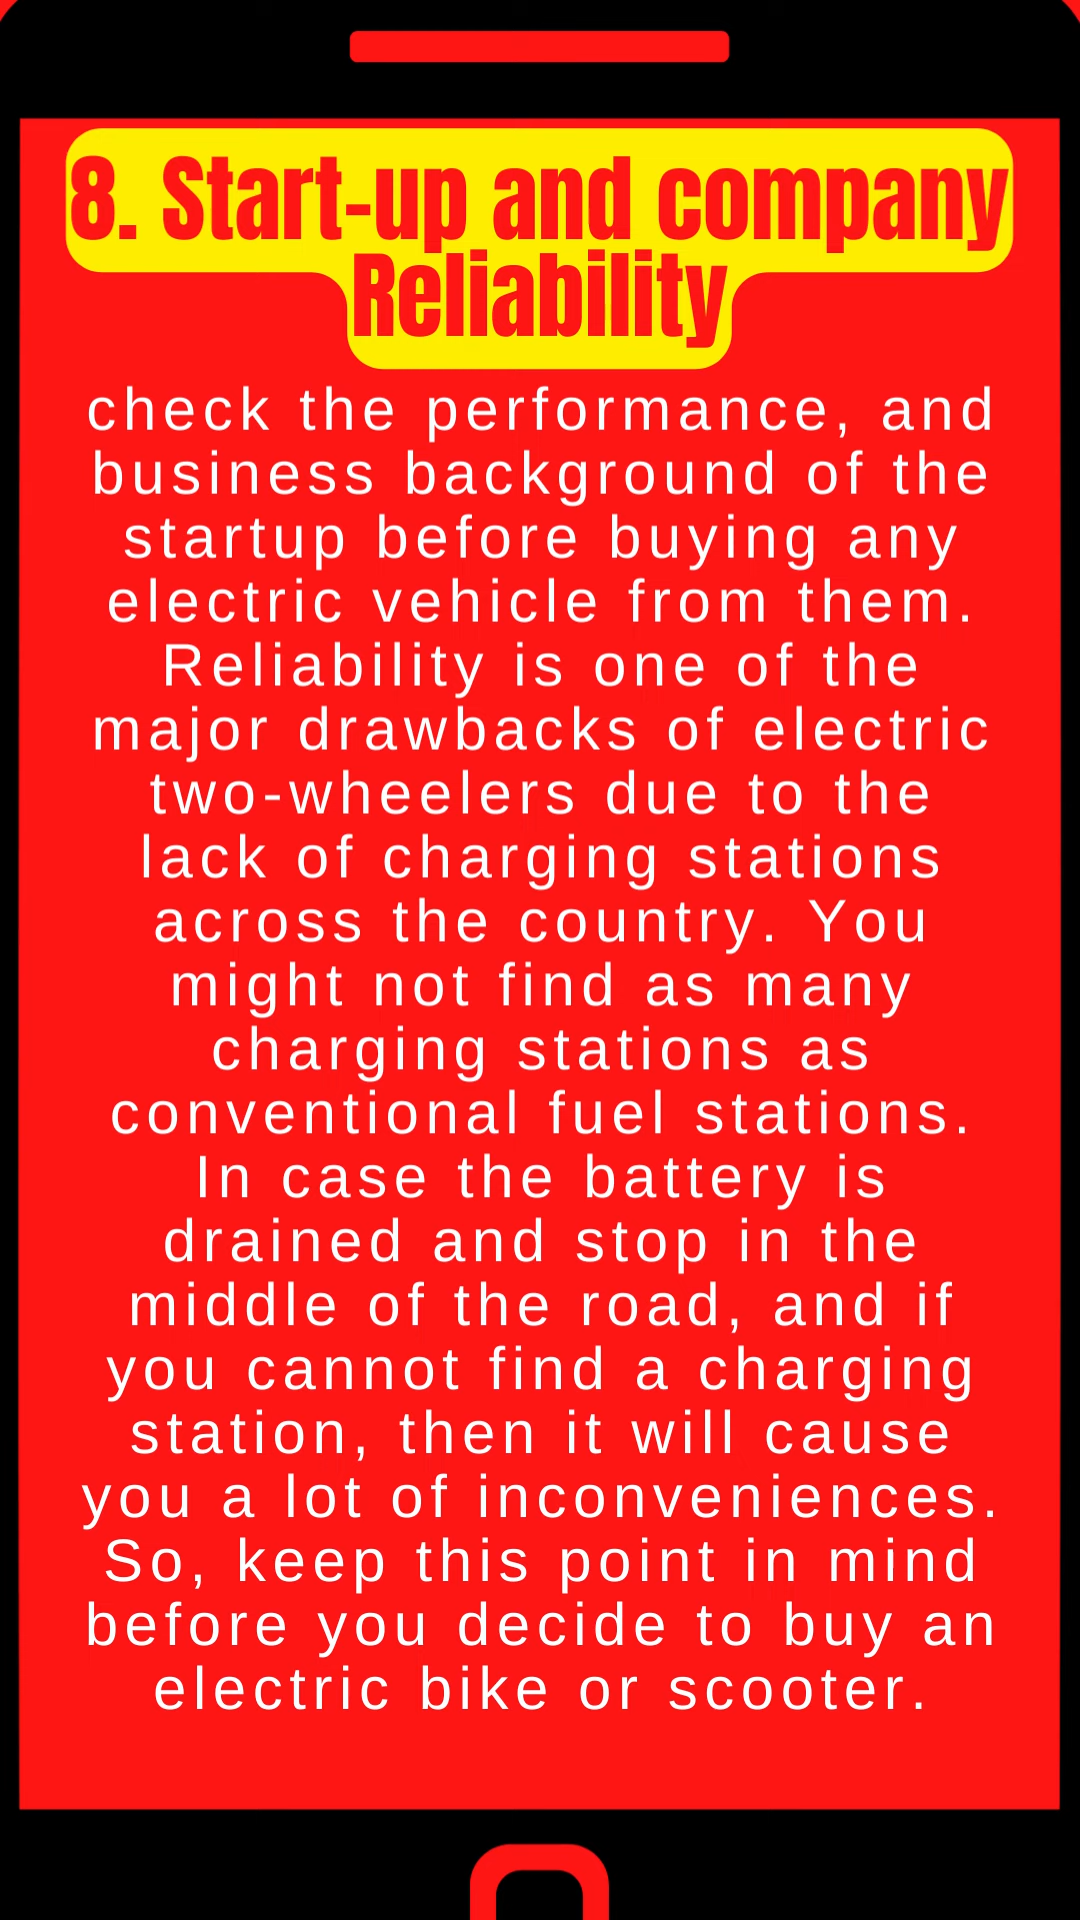 8. Start-up and company
Reliability
check the performance, and
business background of the
startup before buying any
electric vehicle from them.
Reliability is one of the
major drawbacks of electric
two-wheelers due to the
lack of charging stations
across the country. You
might not find as many
charging stations as
conventional fuel stations.
In case the battery is
drained and stop in the
middle of the road, and if
you cannot find a charging
station, then it will cause
you a lot of inconveniences.
So, keep this point in mind
before you decide to buy an
electric bike or scooter.